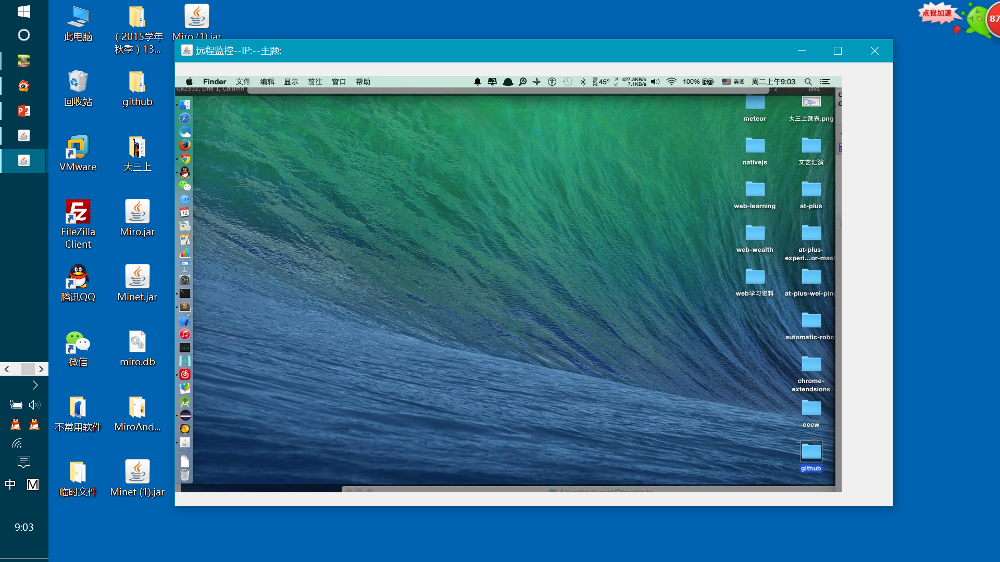 此电脑
(2015学年
秋季)13...
Miro (1).jar
回收站
github
VMware
大三上
FileZilla
Client
Miro.jar
腾讯QQ
Minet.jar
微信
miro.db
不常用软件
MiroAnd...
临时文件
Minet (1).jar
中
M
9:03
点我加速
87
远程监控--IP:--主题:
Finder 文件 编辑 显示 前往 窗口 帮助
45° 427.3KB/s
7.1KB/s
100% 美国 周二上午9:03
GB2312, Line 1, Column
Java
meteor
大三上课表.png
nativejs
文艺汇演
web-learning
at-plus
web-wealth
at-plus-
experi...or-mask
web学习资料
at-plus-wei-ping
automatic-robo
chrome-
extendsions
eccw
github
/Users/wujiarong/Downloads